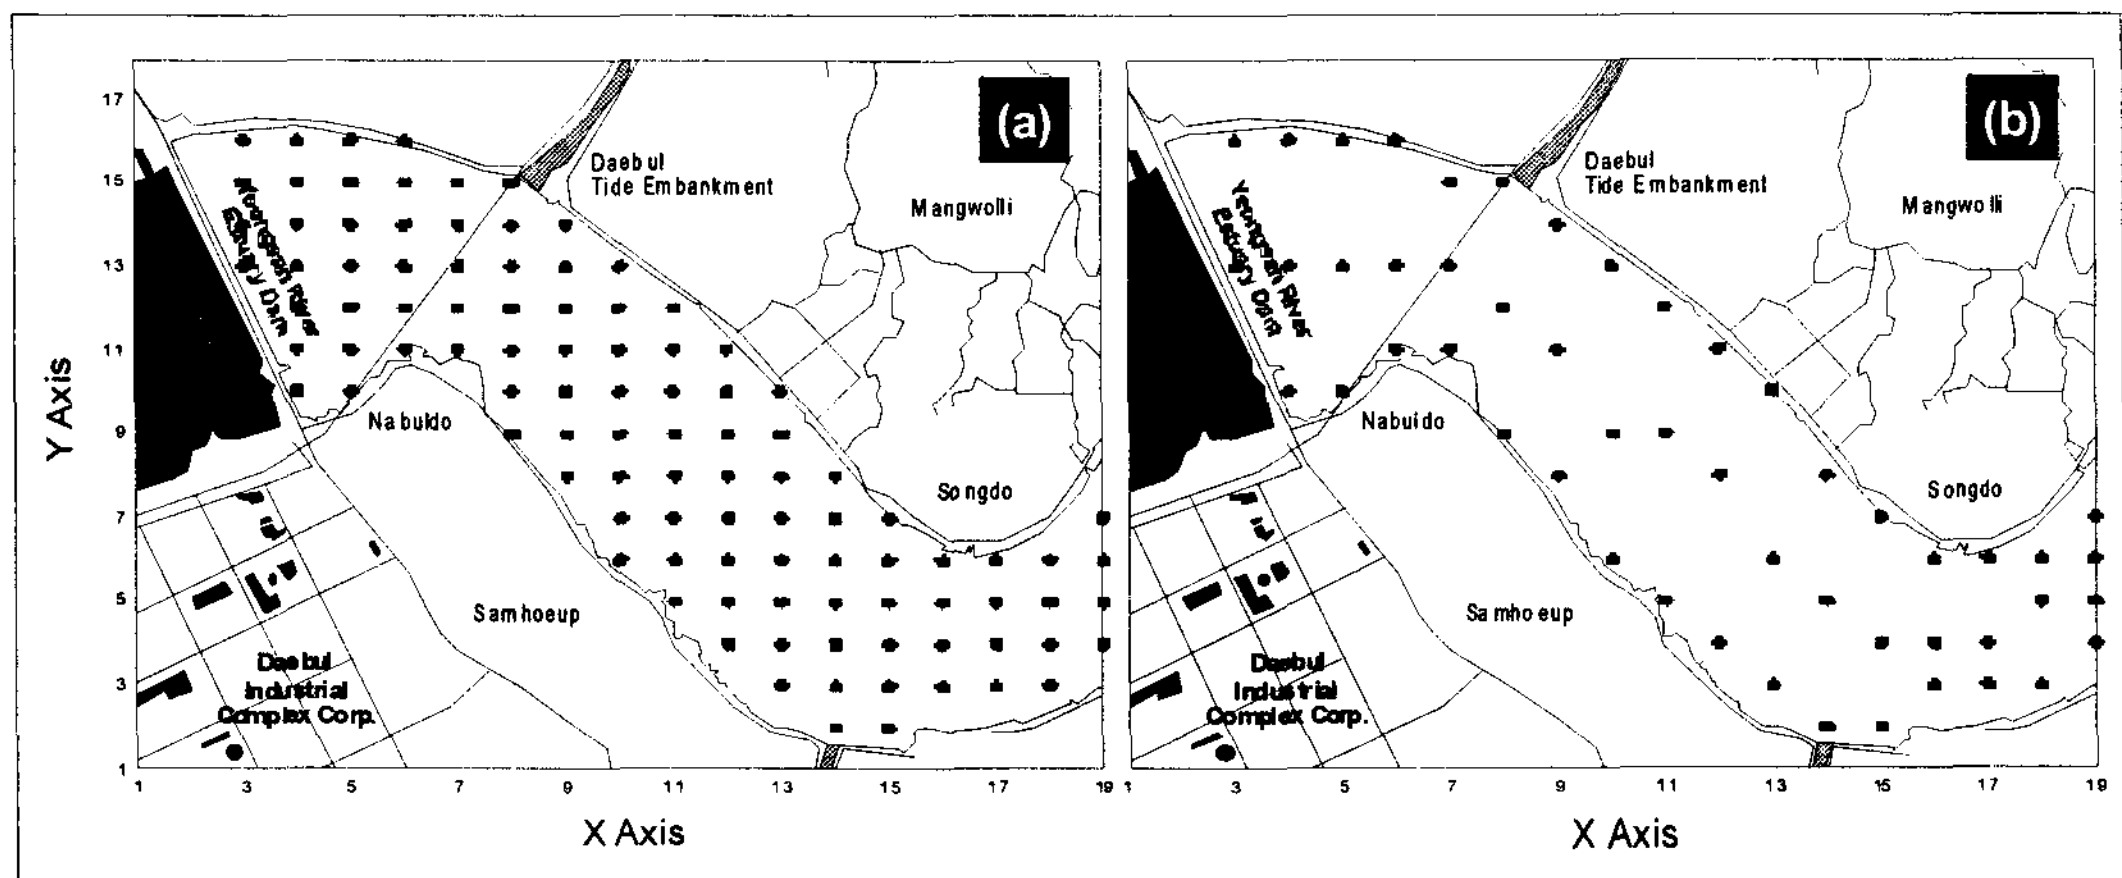 (a)
Daebul
Tide Embankment
Mangwolli
Estuary Dam
Nabuido
Songdo
Samhoeup
Daebul
Industrial
Complex Corp.
17
15
13
11
9
7
5
3
1
Y Axis
1
3
5
7
9
11
13
15
17
19
X Axis
(b)
Daebul
Tide Embankment
Mangwolli
Yeongsan River
Estuary Dam
Nabuido
Songdo
Samhoeup
Daebul
Industrial
Complex Corp.
1
3
5
7
9
11
13
15
17
19
X Axis